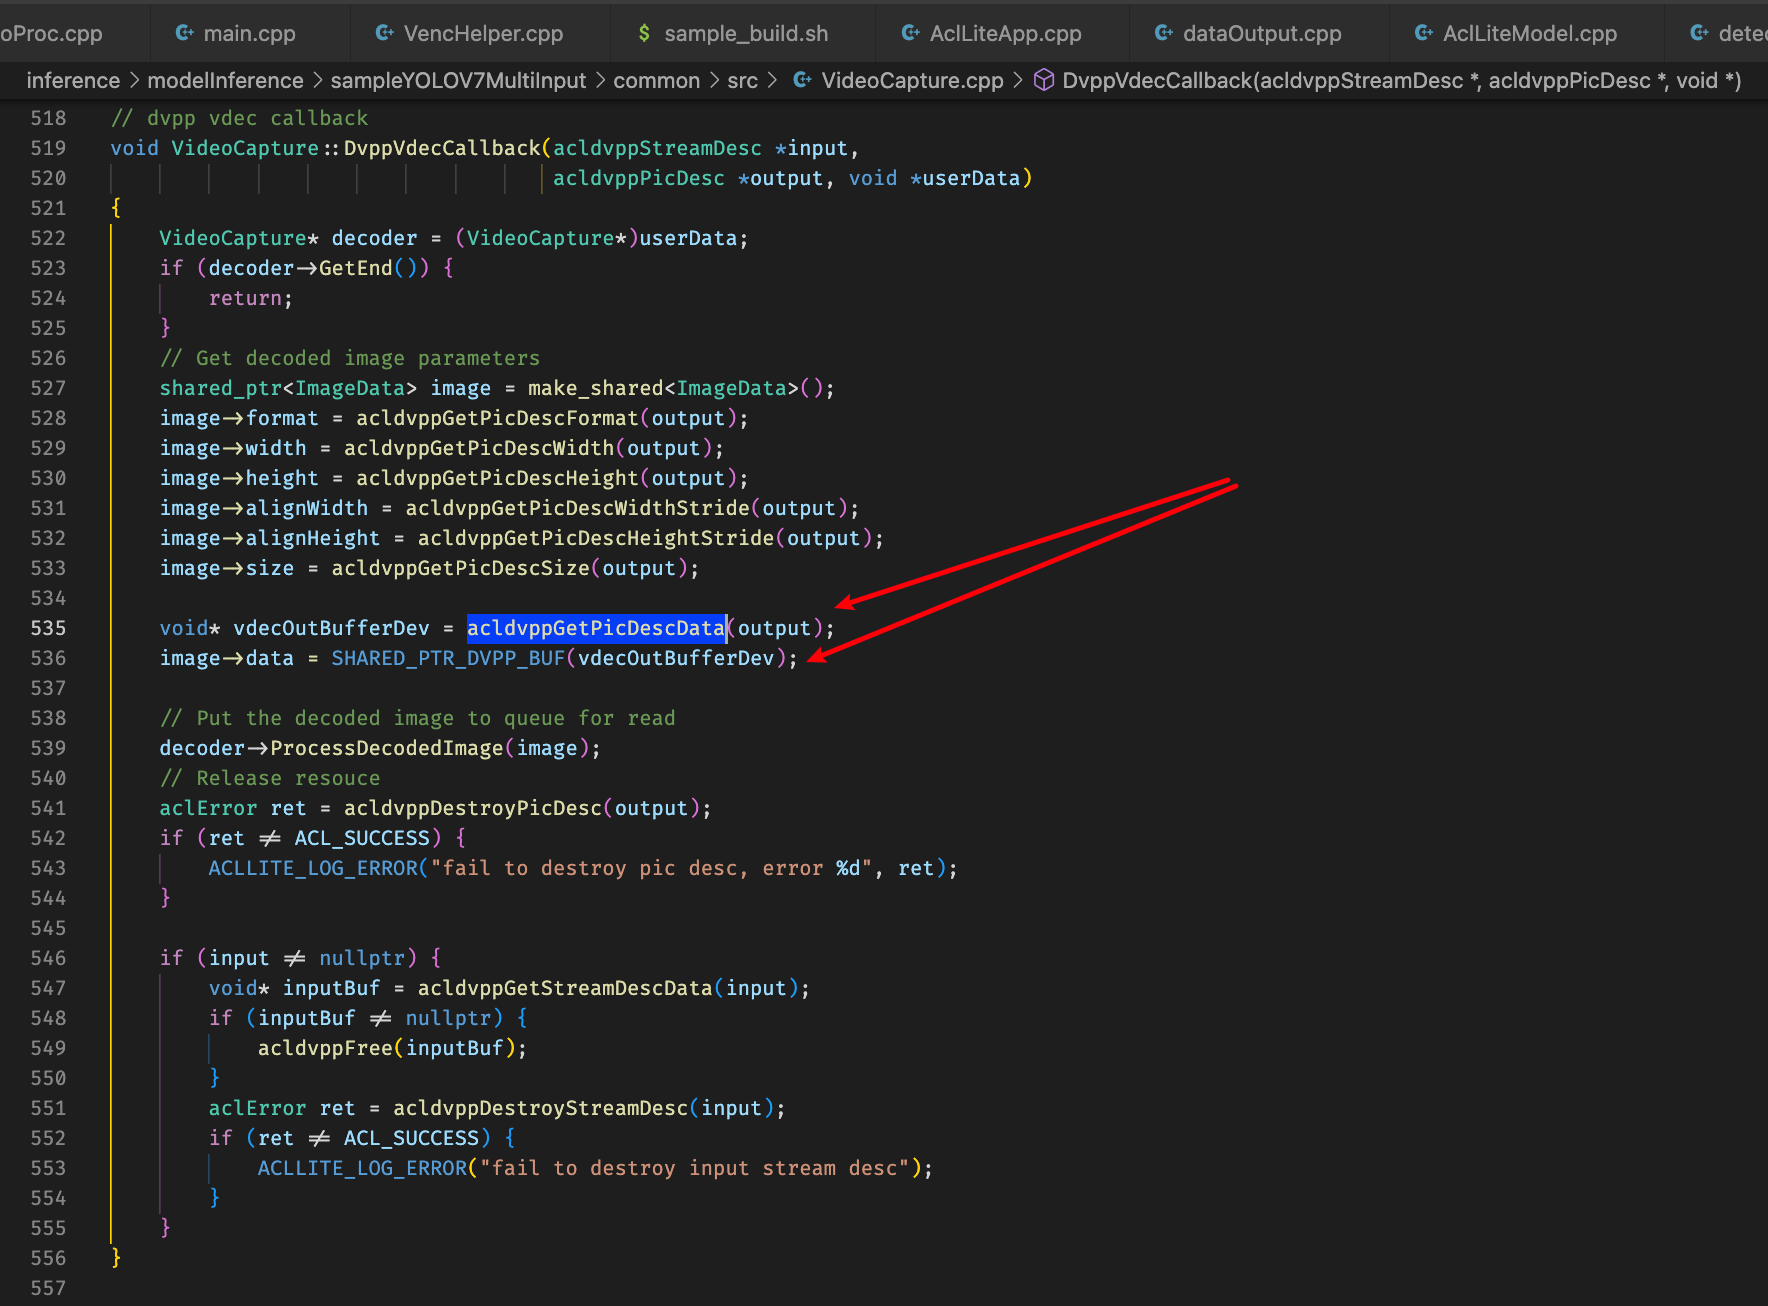 oProc.cpp main.cpp VencHelper.cpp $ sample_build.sh AclLiteApp.cpp dataOutput.cpp AclLiteModel.cpp detec
inference > modelInference > sampleYOLOV7MultiInput > common > src > VideoCapture.cpp > DvppVdecCallback(acldvppStreamDesc *, acldvppPicDesc *, void *)
518 // dvpp vdec callback
519 void VideoCapture::DvppVdecCallback(acldvppStreamDesc *input,
520 acldvppPicDesc *output, void *userData)
521 {
522 VideoCapture* decoder = (VideoCapture*)userData;
523 if (decoder->GetEnd()) {
524 return;
525 }
526 // Get decoded image parameters
527 shared_ptr<ImageData> image = make_shared<ImageData>();
528 image->format = acldvppGetPicDescFormat(output);
529 image->width = acldvppGetPicDescWidth(output);
530 image->height = acldvppGetPicDescHeight(output);
531 image->alignWidth = acldvppGetPicDescWidthStride(output);
532 image->alignHeight = acldvppGetPicDescHeightStride(output);
533 image->size = acldvppGetPicDescSize(output);
534
535 void* vdecOutBufferDev = acldvppGetPicDescData(output);
536 image->data = SHARED_PTR_DVPP_BUF(vdecOutBufferDev);
537
538 // Put the decoded image to queue for read
539 decoder->ProcessDecodedImage(image);
540 // Release resouce
541 aclError ret = acldvppDestroyPicDesc(output);
542 if (ret != ACL_SUCCESS) {
543 ACLLITE_LOG_ERROR("fail to destroy pic desc, error %d", ret);
544 }
545
546 if (input != nullptr) {
547 void* inputBuf = acldvppGetStreamDescData(input);
548 if (inputBuf != nullptr) {
549 acldvppFree(inputBuf);
550 }
551 aclError ret = acldvppDestroyStreamDesc(input);
552 if (ret != ACL_SUCCESS) {
553 ACLLITE_LOG_ERROR("fail to destroy input stream desc");
554 }
555 }
556 }
557